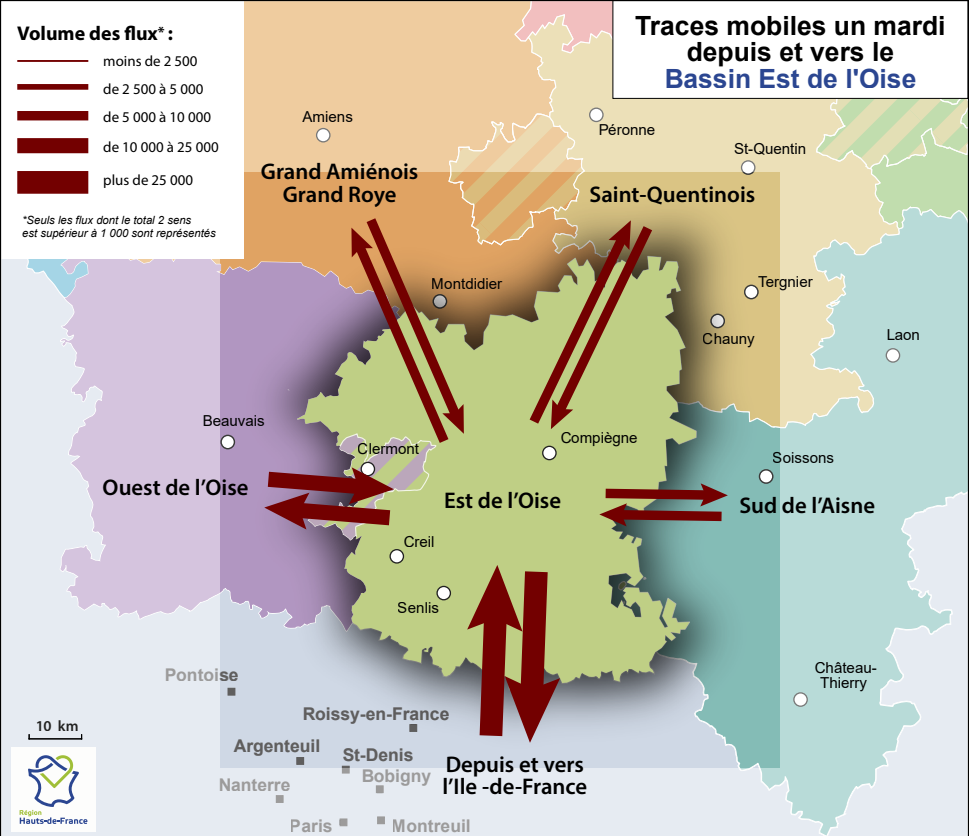 Volume des flux* :
moins de 2 500
de 2 500 à 5 000
de 5 000 à 10 000
de 10 000 à 25 000
plus de 25 000
*Seuls les flux dont le total 2 sens
est supérieur à 1 000 sont représentés
Traces mobiles un mardi
depuis et vers le
Bassin Est de l'Oise
Amiens
Péronne
St-Quentin
Grand Amiénois
Grand Roye
Saint-Quentinois
Montdidier
Tergnier
Chauny
Laon
Beauvais
Clermont
Compiègne
Soissons
Ouest de l'Oise
Est de l'Oise
Sud de l'Aisne
Creil
Senlis
Château-
Thierry
Pontoise
Roissy-en-France
Argenteuil
St-Denis
Nanterre
Bobigny
Paris
Montreuil
Depuis et vers
l'Ile -de-France
10 km
Région
Hauts-de-France